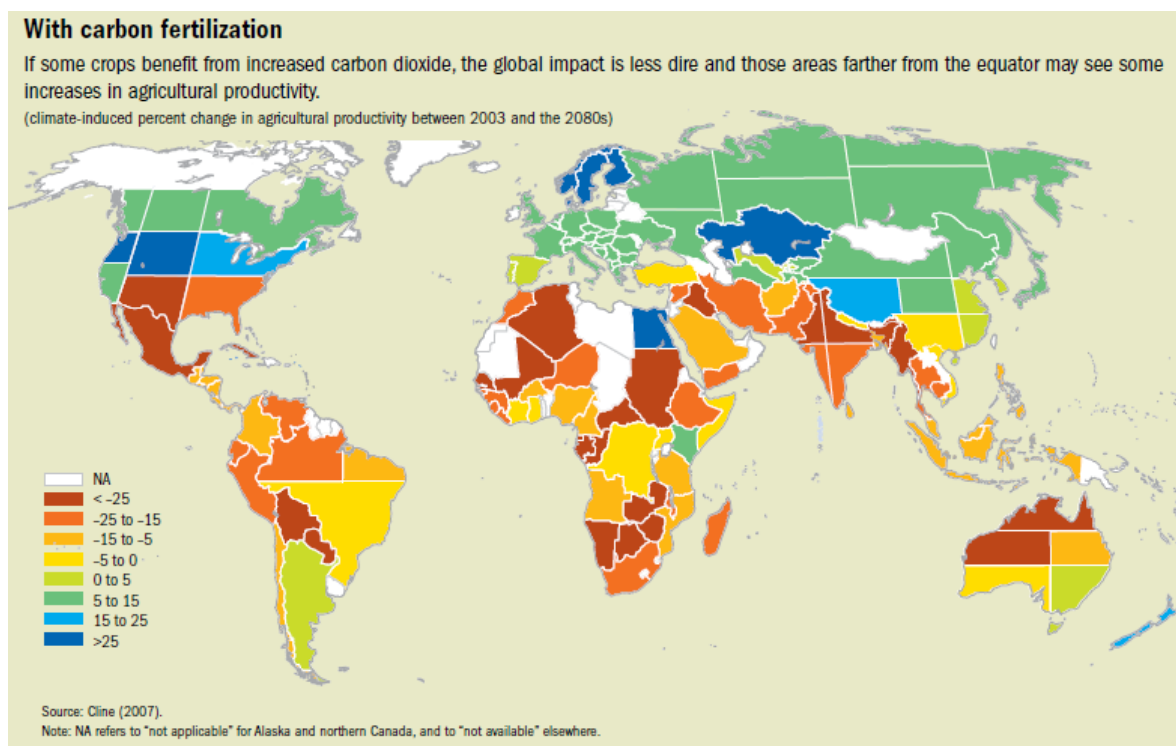 With carbon fertilization
If some crops benefit from increased carbon dioxide, the global impact is less dire and those areas farther from the equator may see some
increases in agricultural productivity.
(climate-induced percent change in agricultural productivity between 2003 and the 2080s)
NA
< –25
–25 to –15
–15 to –5
–5 to 0
0 to 5
5 to 15
15 to 25
>25
Source: Cline (2007).
Note: NA refers to “not applicable” for Alaska and northern Canada, and to “not available” elsewhere.